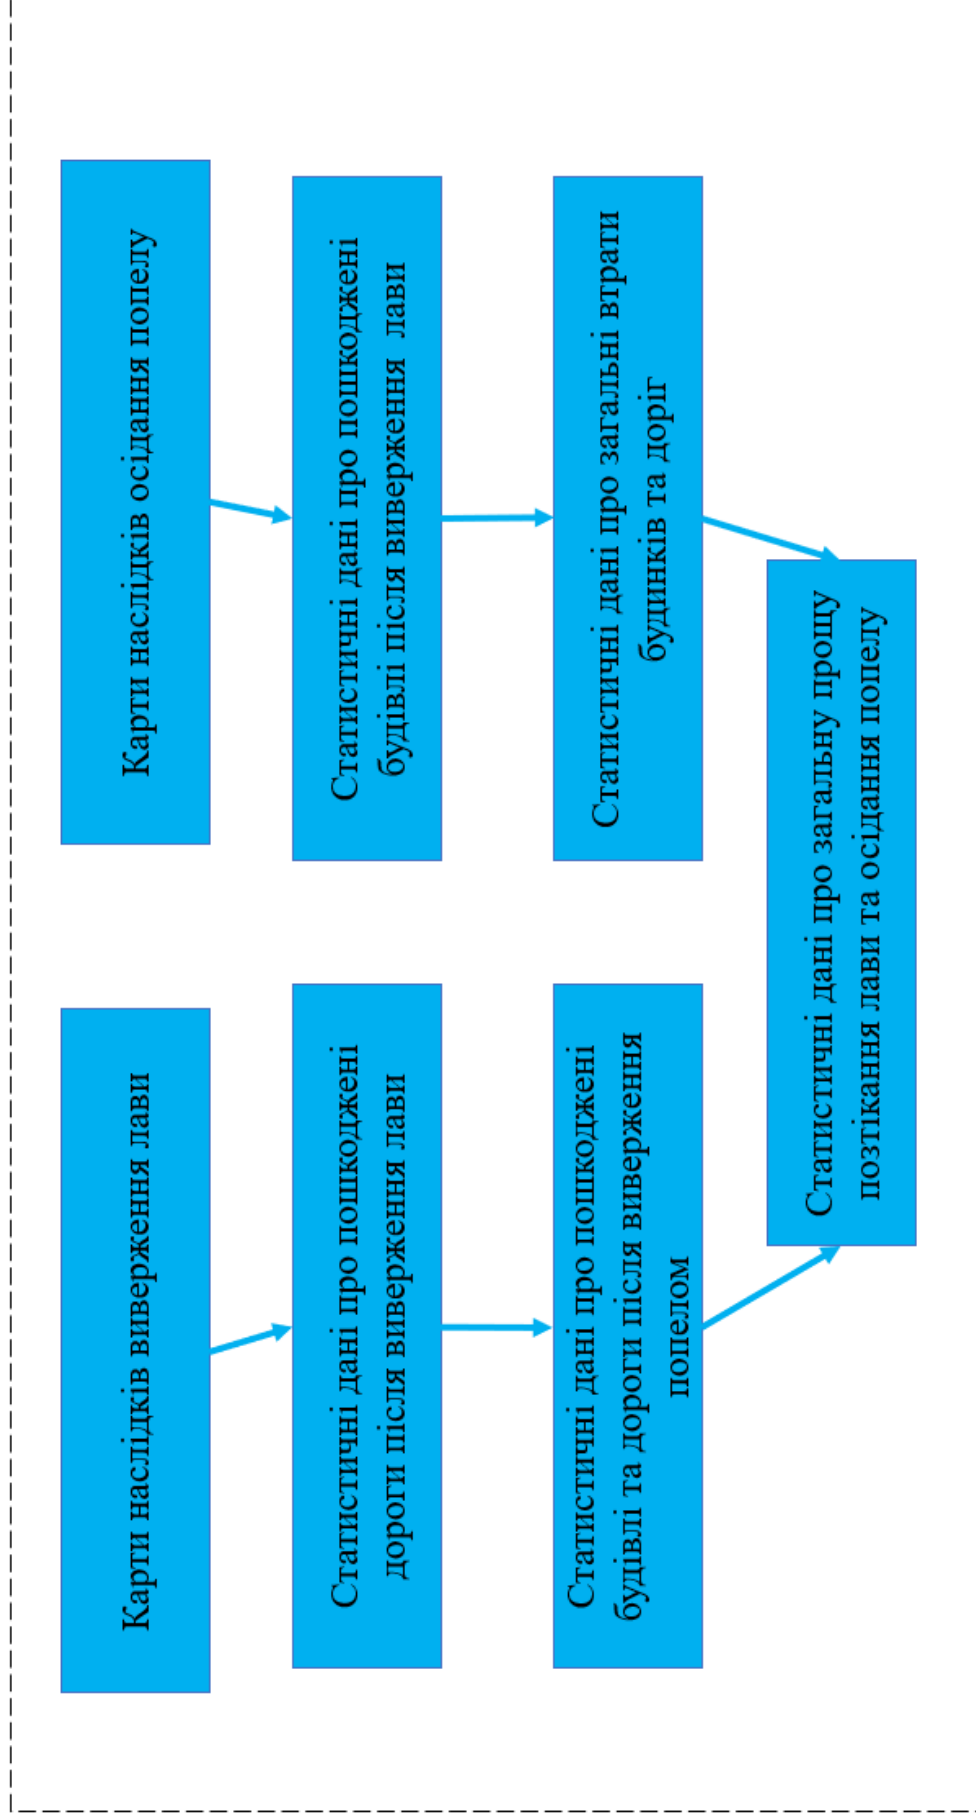 Карти наслідків виверження лави
Карти наслідків осідання попелу
Статистичні дані про пошкоджені
дороги після виверження лави
Статистичні дані про пошкоджені
будівлі після виверження лави
Статистичні дані про пошкоджені
будівлі та дороги після виверження
попелом
Статистичні дані про загальні втрати
будинків та доріг
Статистичні дані про загальну прощу
позтікання лави та осідання попелу